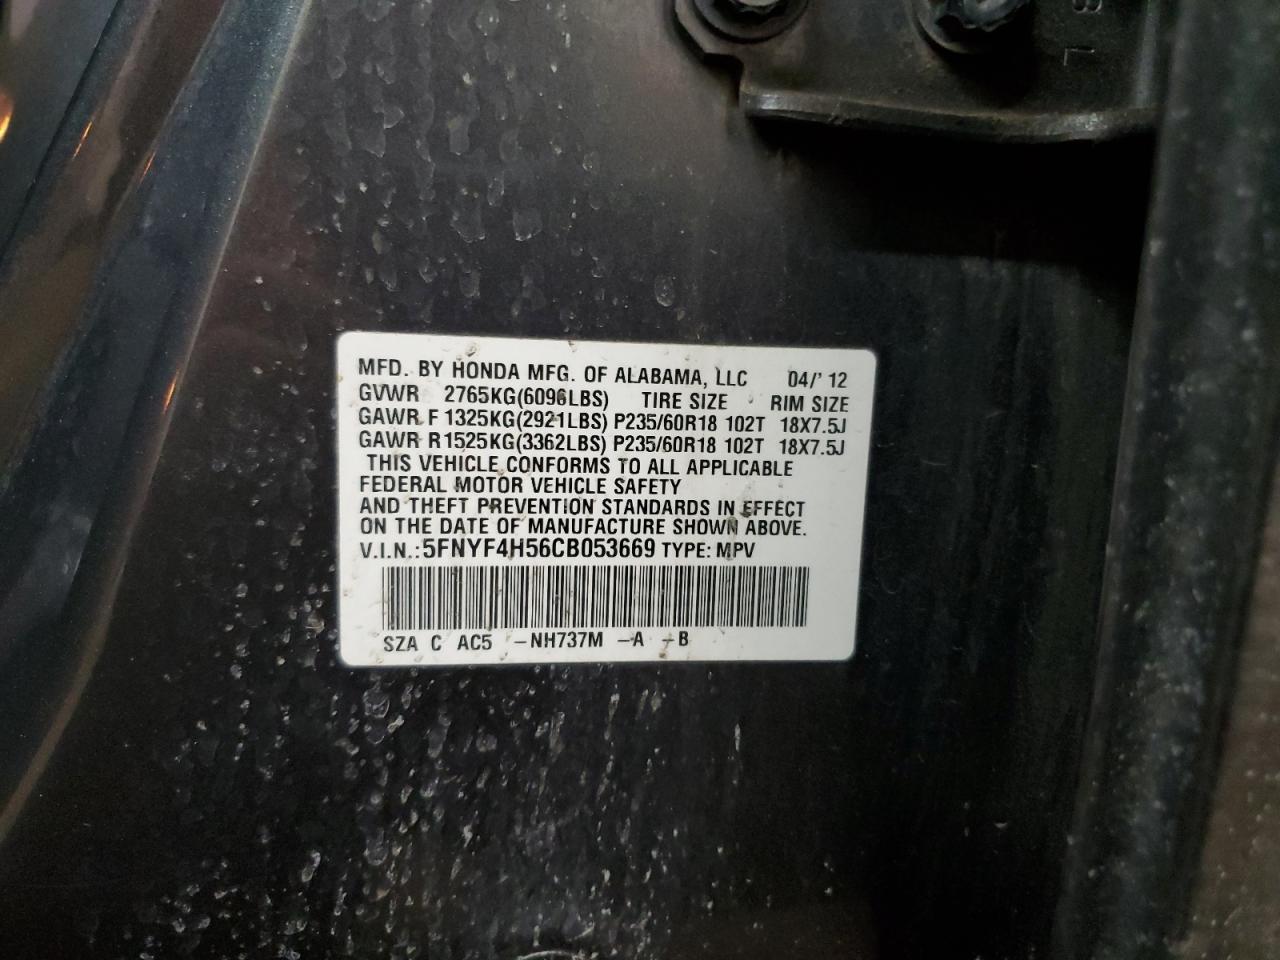 B L
MFD. BY HONDA MFG. OF ALABAMA, LLC 04/'12
GVWR 2765KG(6096LBS) TIRE SIZE RIM SIZE
GAWR F 1325KG(2921LBS) P235/60R18 102T 18X7.5J
GAWR R1525KG(3362LBS) P235/60R18 102T 18X7.5J
THIS VEHICLE CONFORMS TO ALL APPLICABLE
FEDERAL MOTOR VEHICLE SAFETY
AND THEFT PREVENTION STANDARDS IN EFFECT
ON THE DATE OF MANUFACTURE SHOWN ABOVE.
V.I.N.:5FNYF4H56CB053669 TYPE: MPV
SZA C AC5 -NH737M -A -B